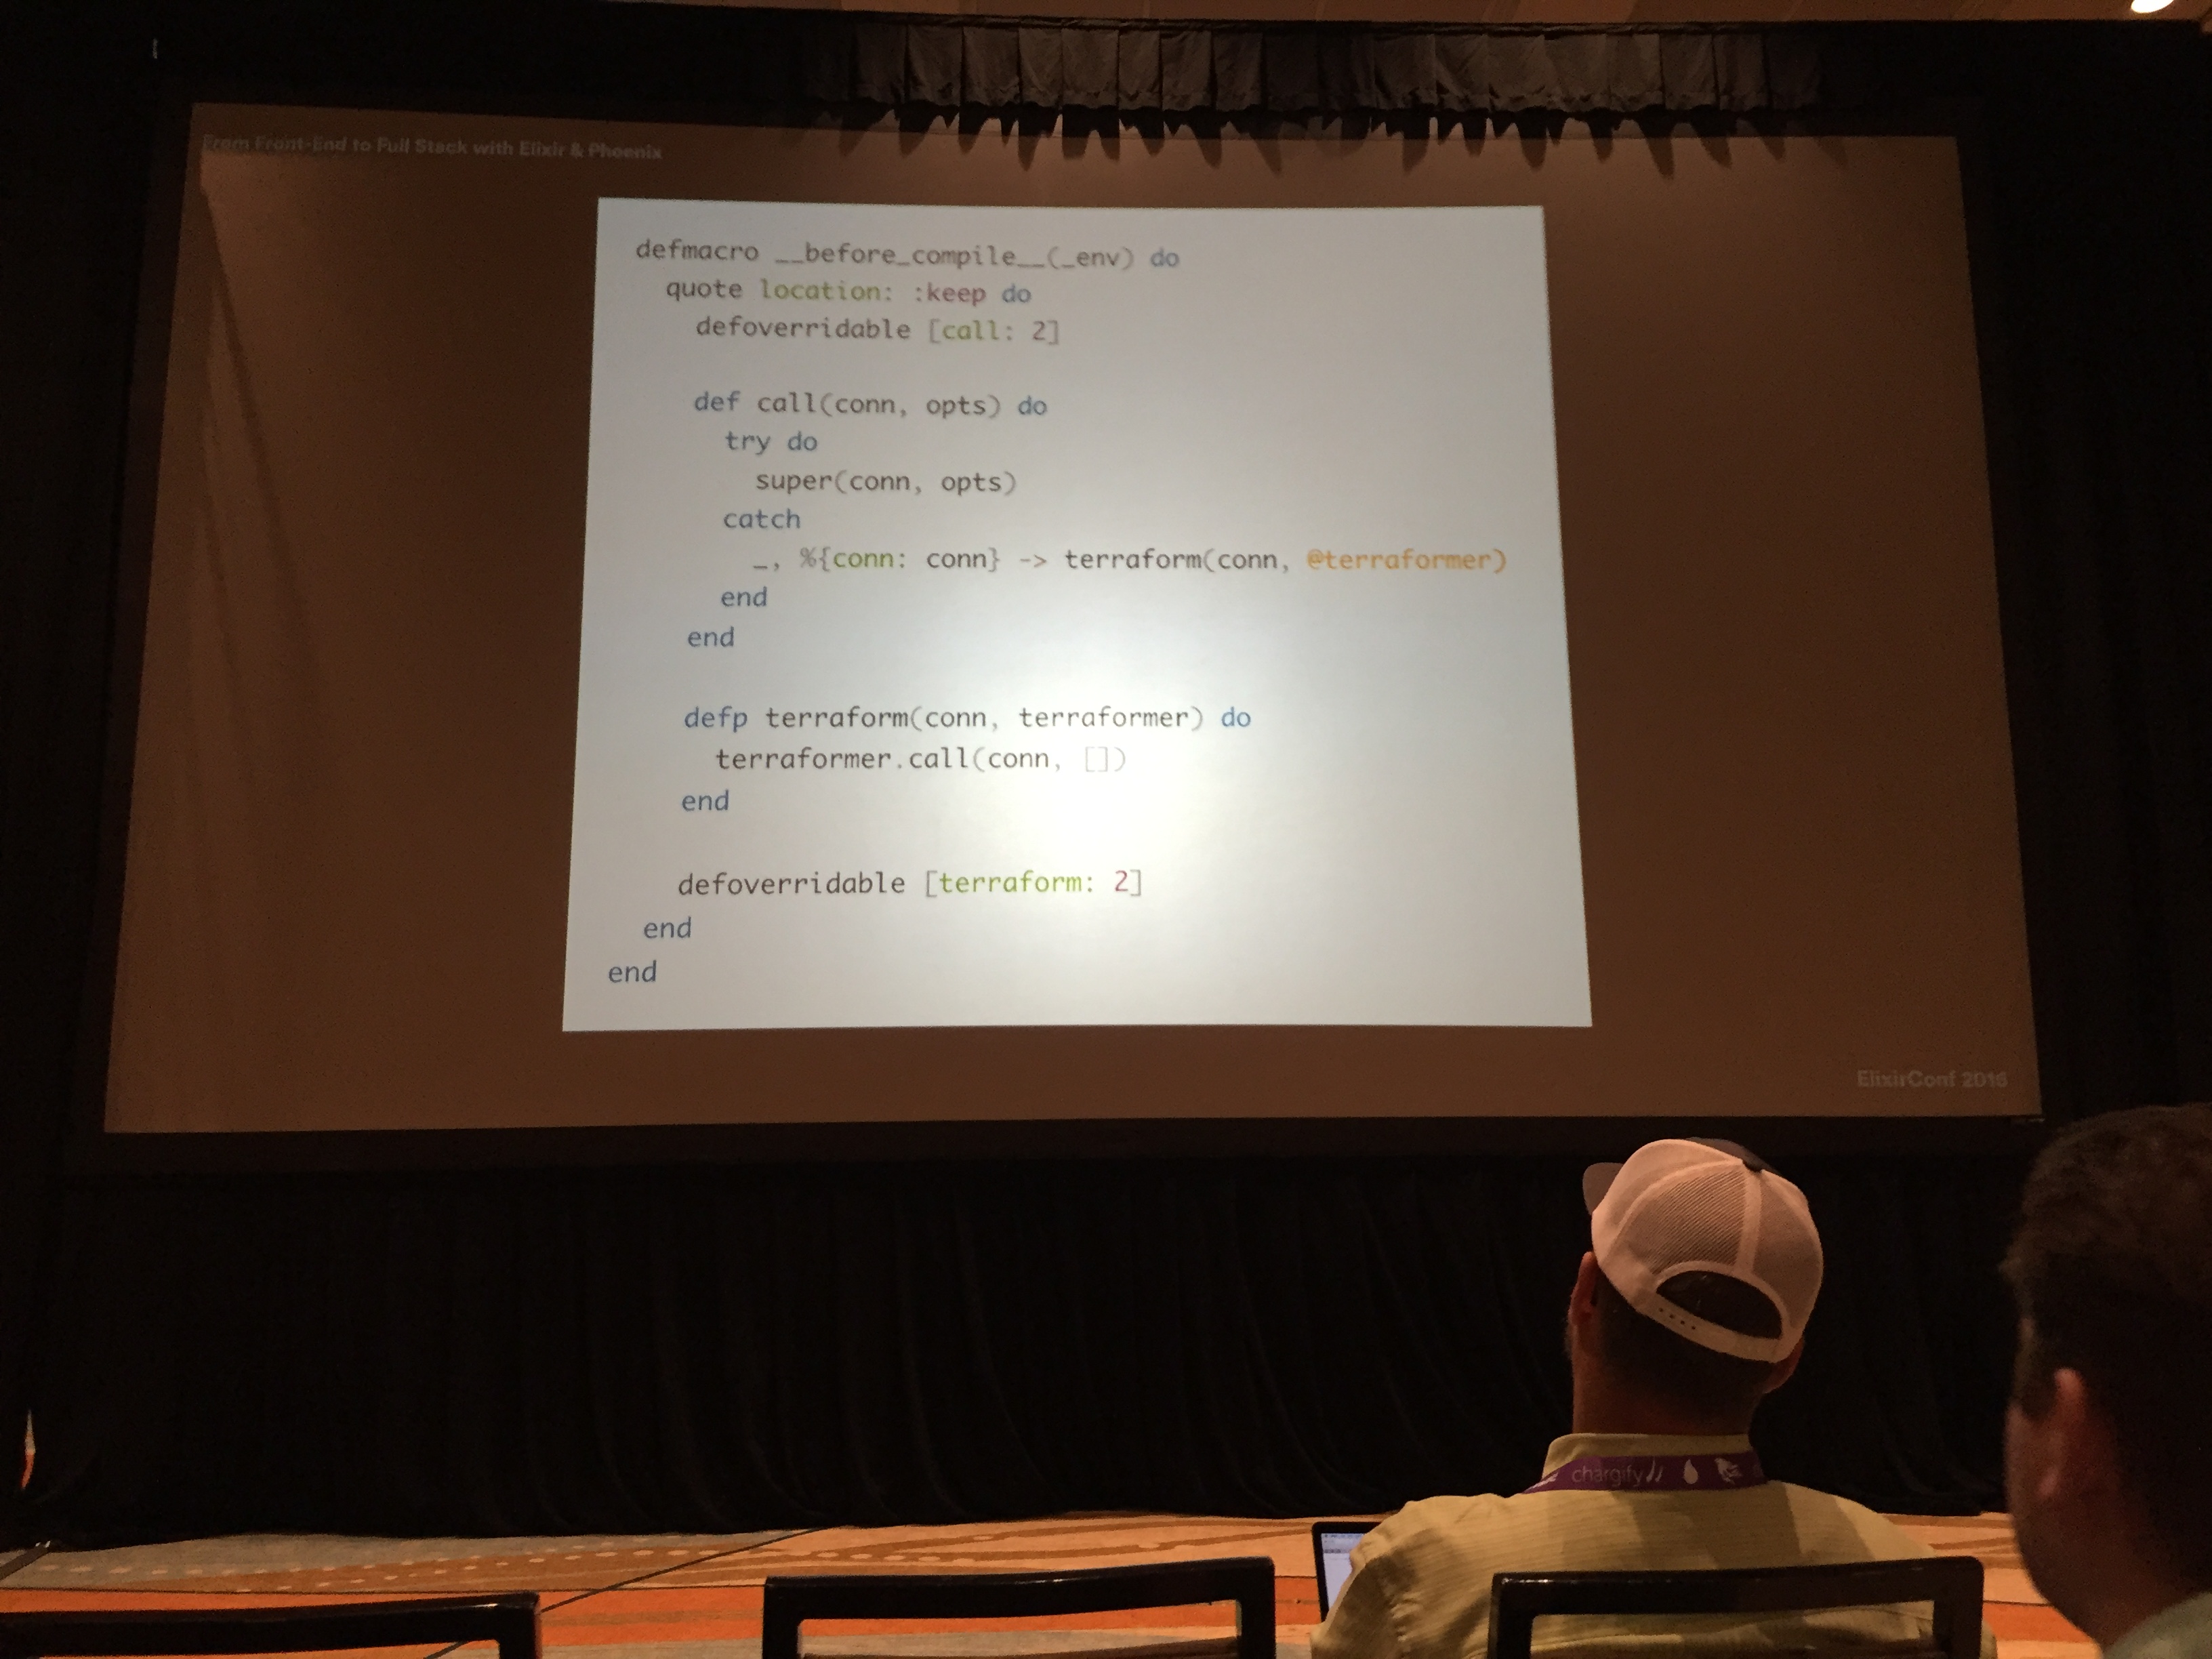 From Front-End to Full Stack with Elixir & Phoenix
defmacro __before_compile__(_env) do
  quote location: :keep do
    defoverridable [call: 2]

    def call(conn, opts) do
      try do
        super(conn, opts)
      catch
        _, %{conn: conn} -> terraform(conn, @terraformer)
      end
    end

    defp terraform(conn, terraformer) do
      terraformer.call(conn, [])
    end

    defoverridable [terraform: 2]
  end
end
ElixirConf 2016
chargify